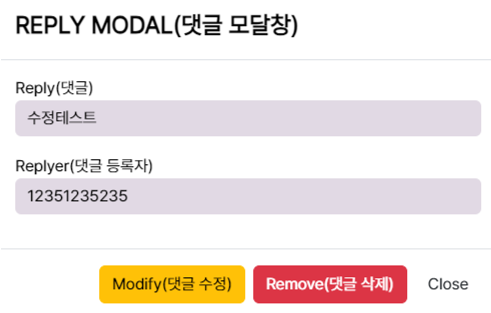 REPLY MODAL(댓글 모달창)
Reply(댓글)
수정테스트
Replyer(댓글 등록자)
12351235235
Modify(댓글 수정) Remove(댓글 삭제) Close